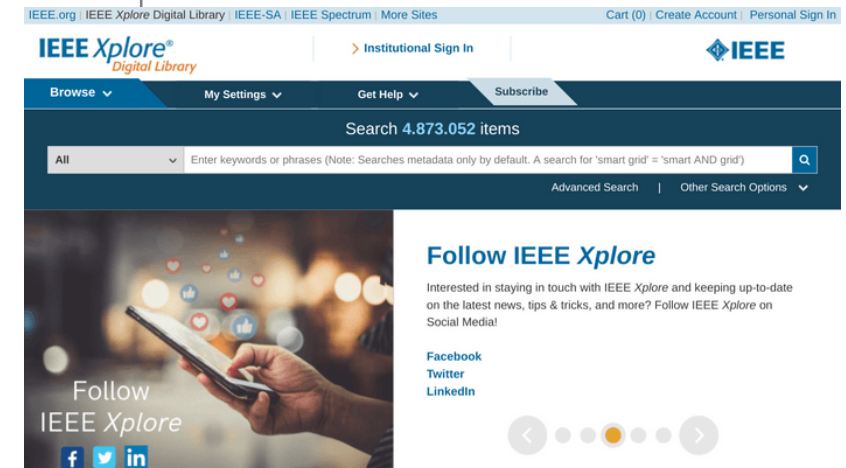 IEEE.org | IEEE Xplore Digital Library | IEEE-SA | IEEE Spectrum | More Sites
Cart (0) | Create Account | Personal Sign In
IEEE Xplore®
Digital Library
> Institutional Sign In
IEEE
Browse
My Settings
Get Help
Subscribe
Search 4.873.052 items
All
Enter keywords or phrases (Note: Searches metadata only by default. A search for 'smart grid' = 'smart AND grid')
Advanced Search | Other Search Options
Follow
IEEE Xplore
Follow IEEE Xplore
Interested in staying in touch with IEEE Xplore and keeping up-to-date
on the latest news, tips & tricks, and more? Follow IEEE Xplore on
Social Media!
Facebook
Twitter
LinkedIn